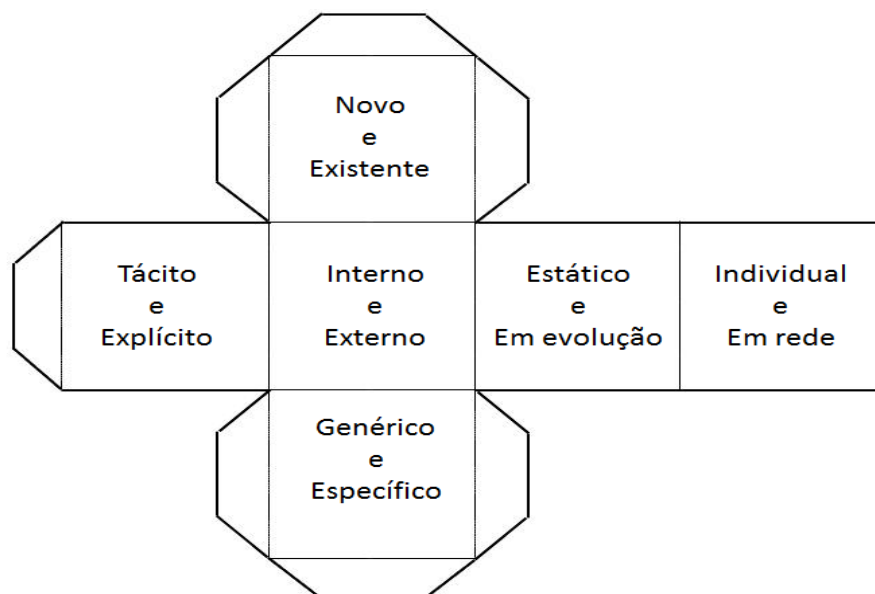 Novo
e
Existente
Tácito
e
Explícito
Interno
e
Externo
Estático
e
Em evolução
Individual
e
Em rede
Genérico
e
Específico